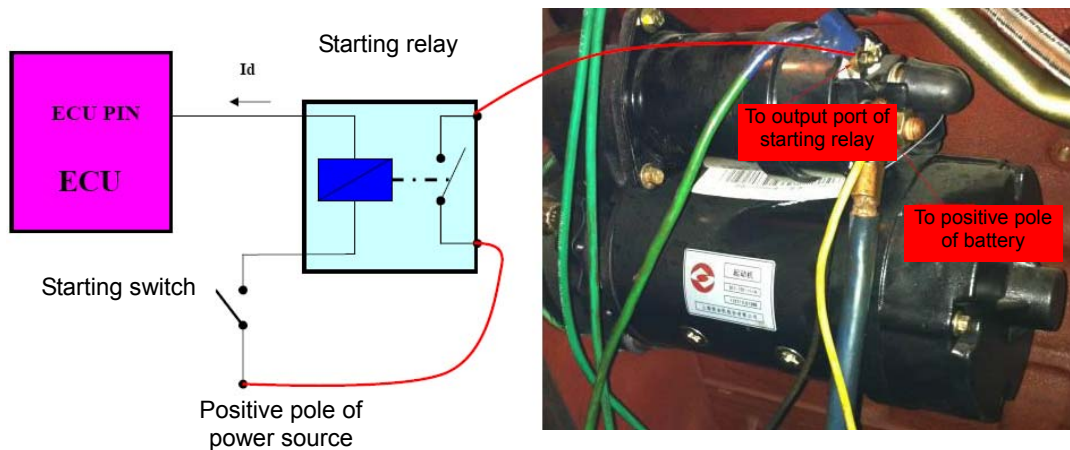 Starting relay
Id
ECU PIN
ECU
Starting switch
Positive pole of
power source
To output port of
starting relay
To positive pole
of battery
起动机